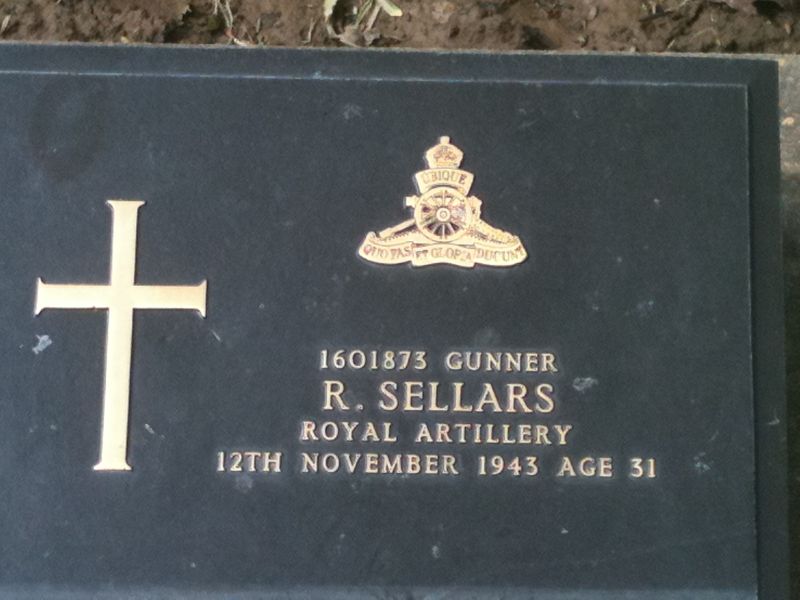 UBIQUE
QUO FAS ET GLORIA DUCUNT
1601873 GUNNER
R. SELLARS
ROYAL ARTILLERY
12TH NOVEMBER 1943 AGE 31